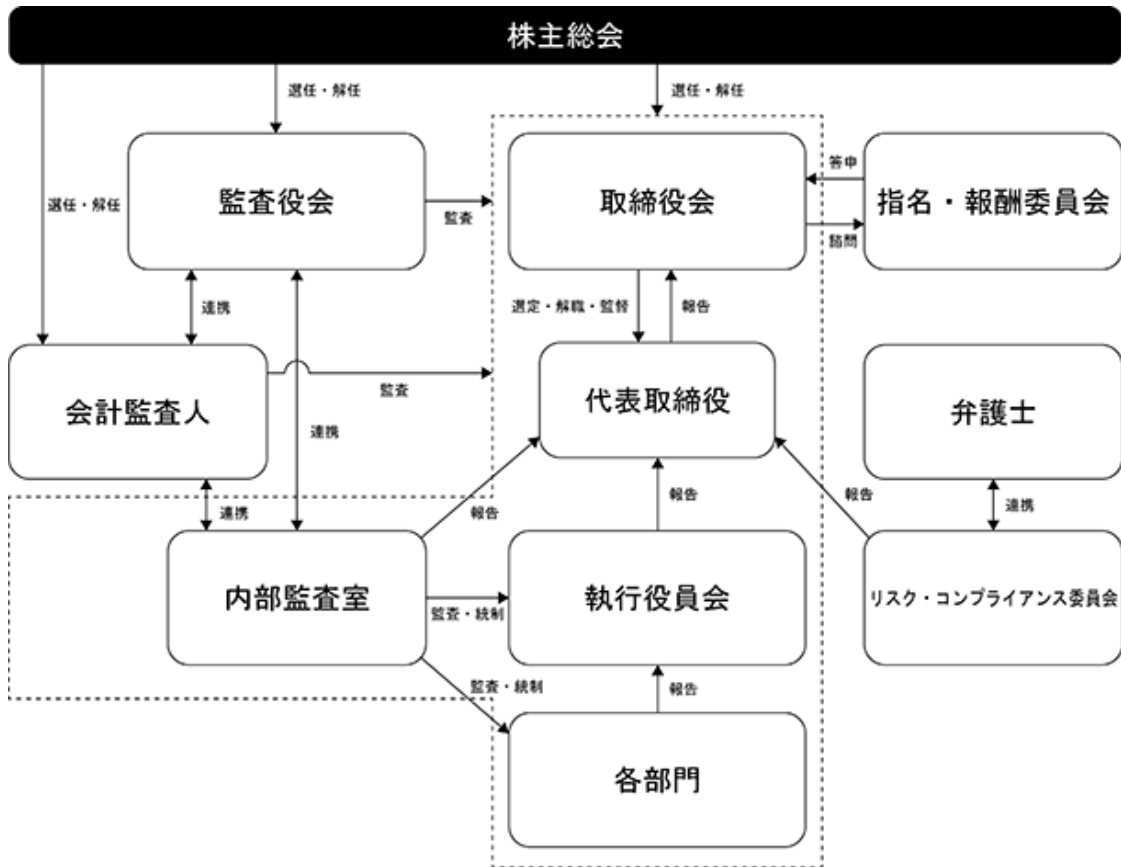 株主総会
選任・解任
選任・解任
選任・解任
監査役会
監査
取締役会
答申
諮問
指名・報酬委員会
連携
選定・解職・監督
報告
会計監査人
監査
代表取締役
弁護士
連携
連携
報告
報告
報告
連携
内部監査室
監査・統制
執行役員会
リスク・コンプライアンス委員会
監査・統制
報告
各部門